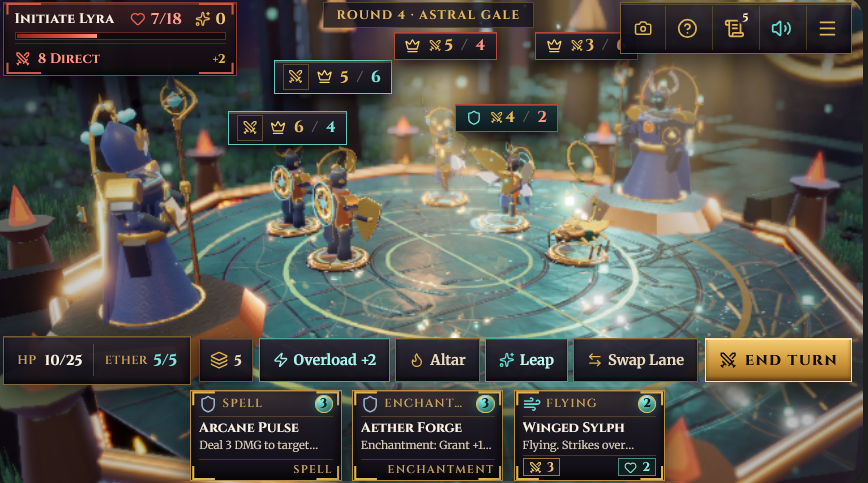 INITIATE LYRA 7/18 0
8 DIRECT +2
ROUND 4 · ASTRAL GALE
5
5 / 4
3 /
5 / 6
6 / 4
4 / 2
HP 10/25 ETHER 5/5
5
Overload +2
Altar
Leap
Swap Lane
END TURN
SPELL 3
ARCANE PULSE
Deal 3 DMG to target...
SPELL
ENCHANT... 3
AETHER FORGE
Enchantment: Grant +1...
ENCHANTMENT
FLYING 2
WINGED SYLPH
Flying. Strikes over...
3 2